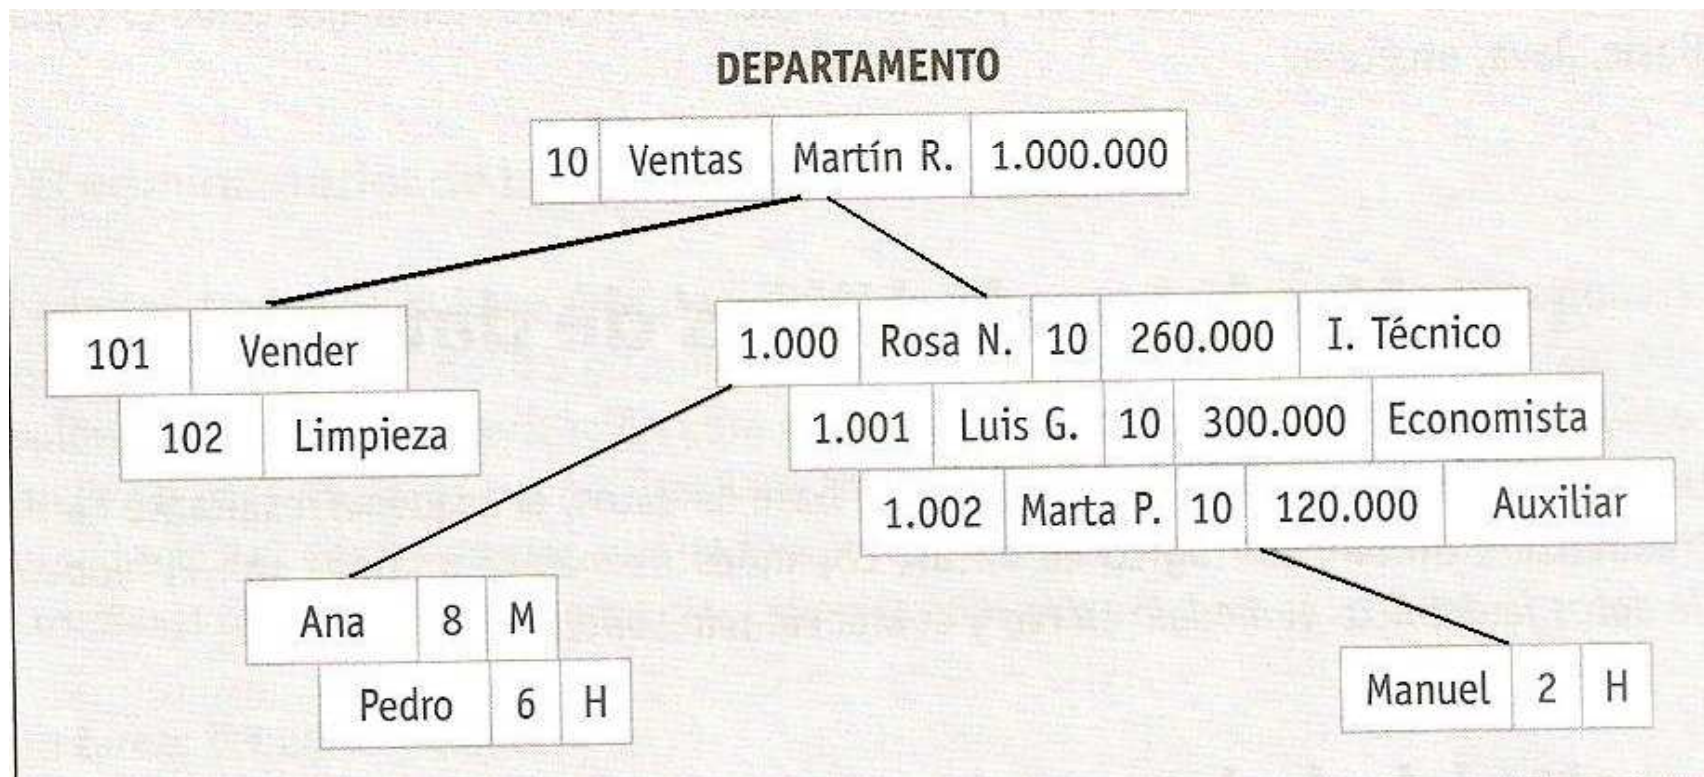 DEPARTAMENTO
10 Ventas Martín R. 1.000.000
101 Vender
102 Limpieza
1.000 Rosa N. 10 260.000 I. Técnico
1.001 Luis G. 10 300.000 Economista
1.002 Marta P. 10 120.000 Auxiliar
Ana 8 M
Pedro 6 H
Manuel 2 H